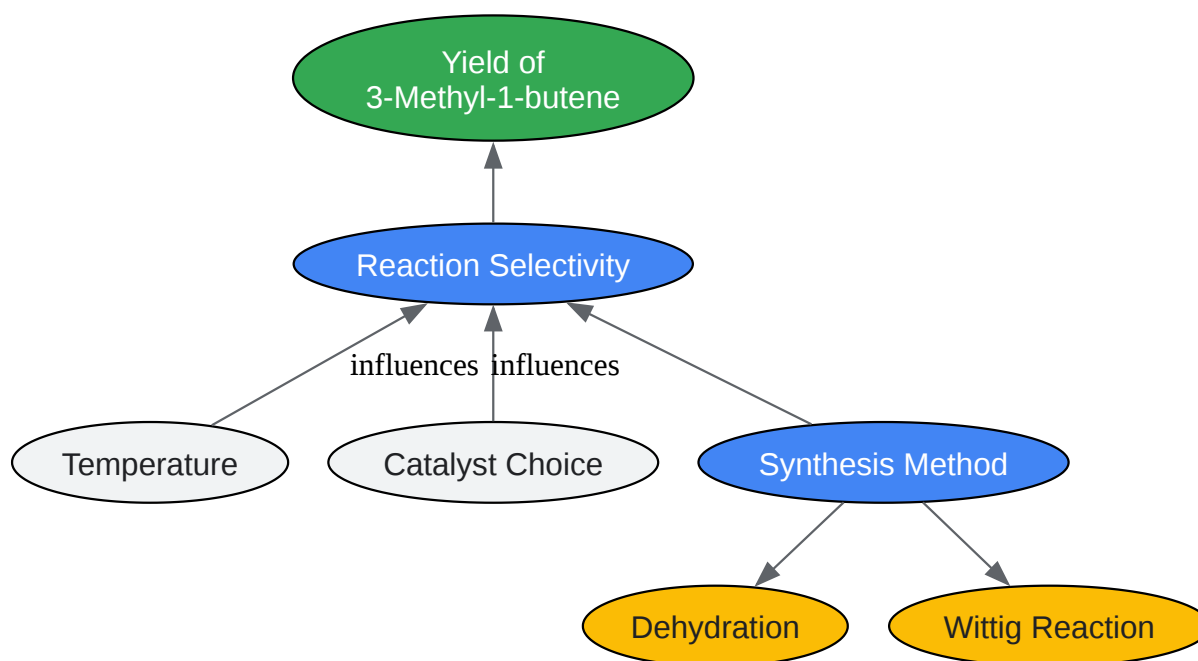 Yield of
3-Methyl-1-butene
Reaction Selectivity
influences influences
Temperature
Catalyst Choice
Synthesis Method
Dehydration
Wittig Reaction